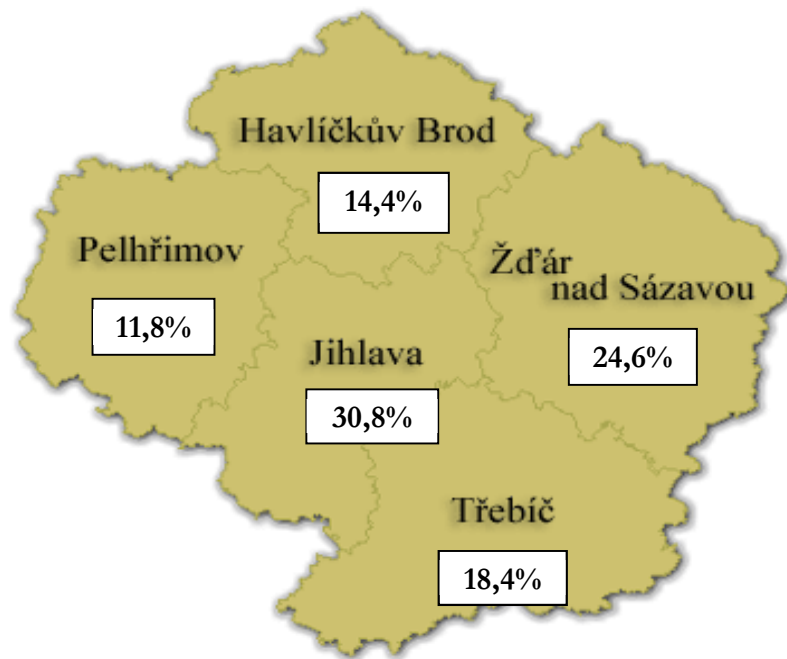 Havlíčkův Brod
14,4%
Pelhřimov
11,8%
Žďár
nad Sázavou
24,6%
Jihlava
30,8%
Třebíč
18,4%